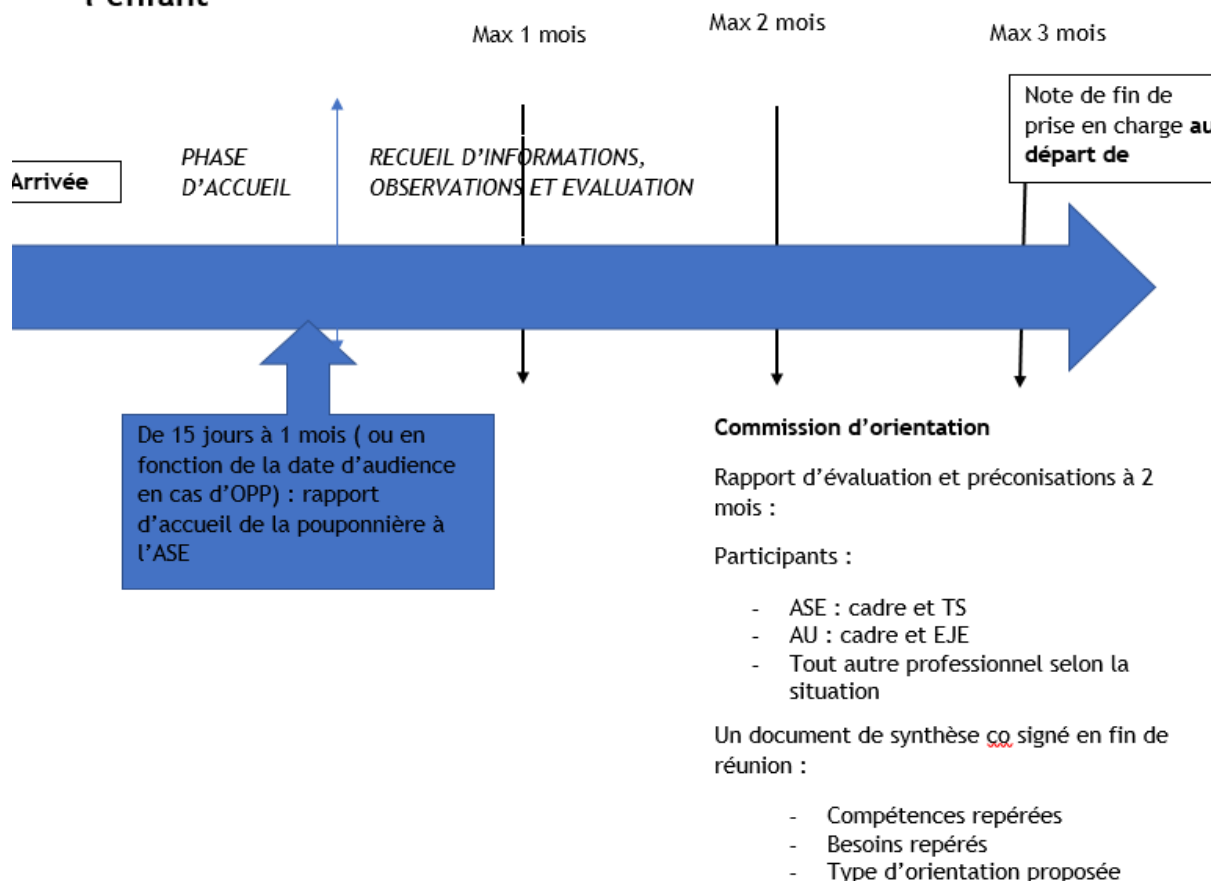 l'enfant
Max 1 mois
Max 2 mois
Max 3 mois
Note de fin de
prise en charge au
départ de
Arrivée
PHASE
D'ACCUEIL
RECUEIL D'INFORMATIONS,
OBSERVATIONS ET EVALUATION
De 15 jours à 1 mois ( ou en
fonction de la date d'audience
en cas d'OPP) : rapport
d'accueil de la pouponnière à
l'ASE
Commission d'orientation
Rapport d'évaluation et préconisations à 2
mois :
Participants :
- ASE : cadre et TS
- AU : cadre et EJE
- Tout autre professionnel selon la
situation
Un document de synthèse co signé en fin de
réunion :
- Compétences repérées
- Besoins repérés
- Type d'orientation proposée